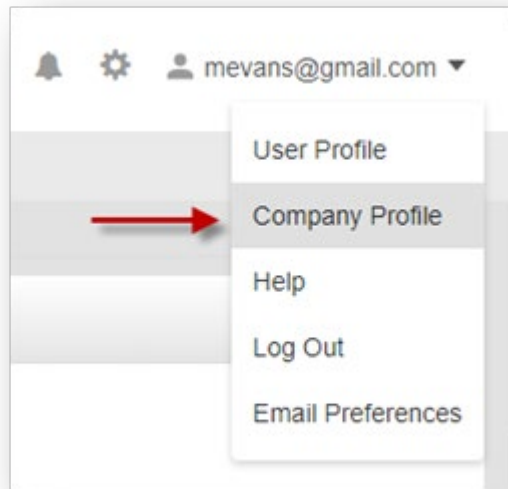 mevans@gmail.com
User Profile
Company Profile
Help
Log Out
Email Preferences